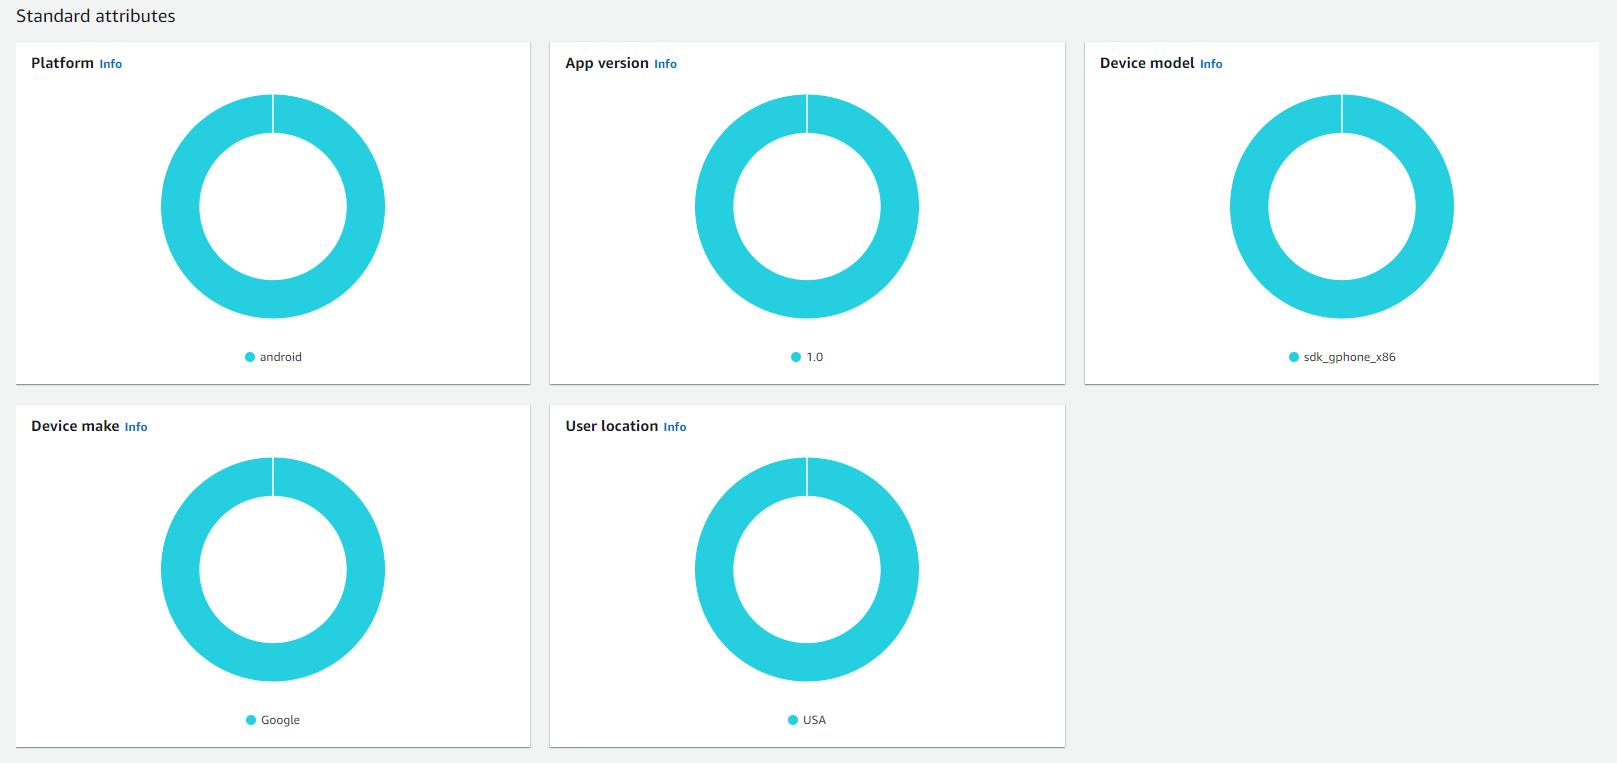 Standard attributes
Platform Info
App version Info
Device model Info
android
1.0
sdk_gphone_x86
Device make Info
User location Info
Google
USA